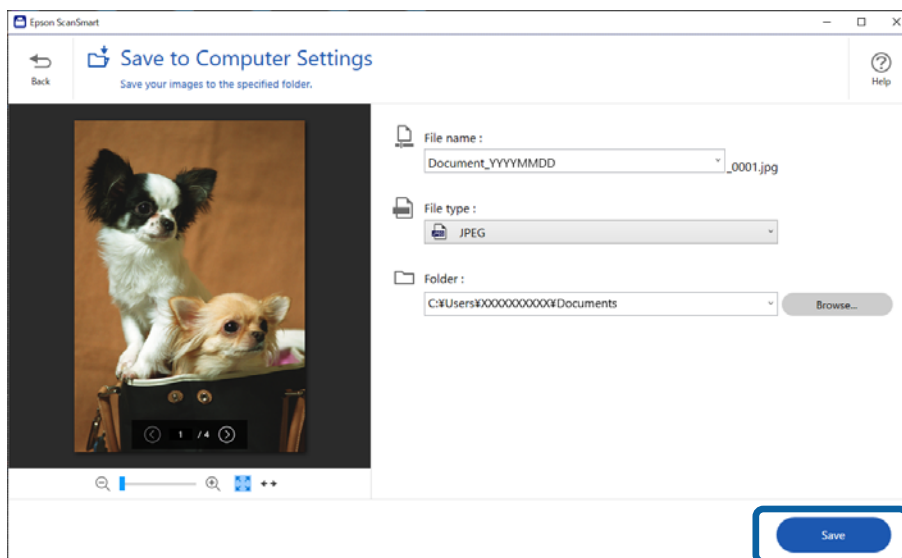 Epson ScanSmart
Back
Save to Computer Settings
Save your images to the specified folder.
Help
File name :
Document_YYYYMMDD
_0001.jpg
File type :
JPEG
Folder :
C:¥Users¥XXXXXXXXXX¥Documents
Browse...
1 / 4
Save